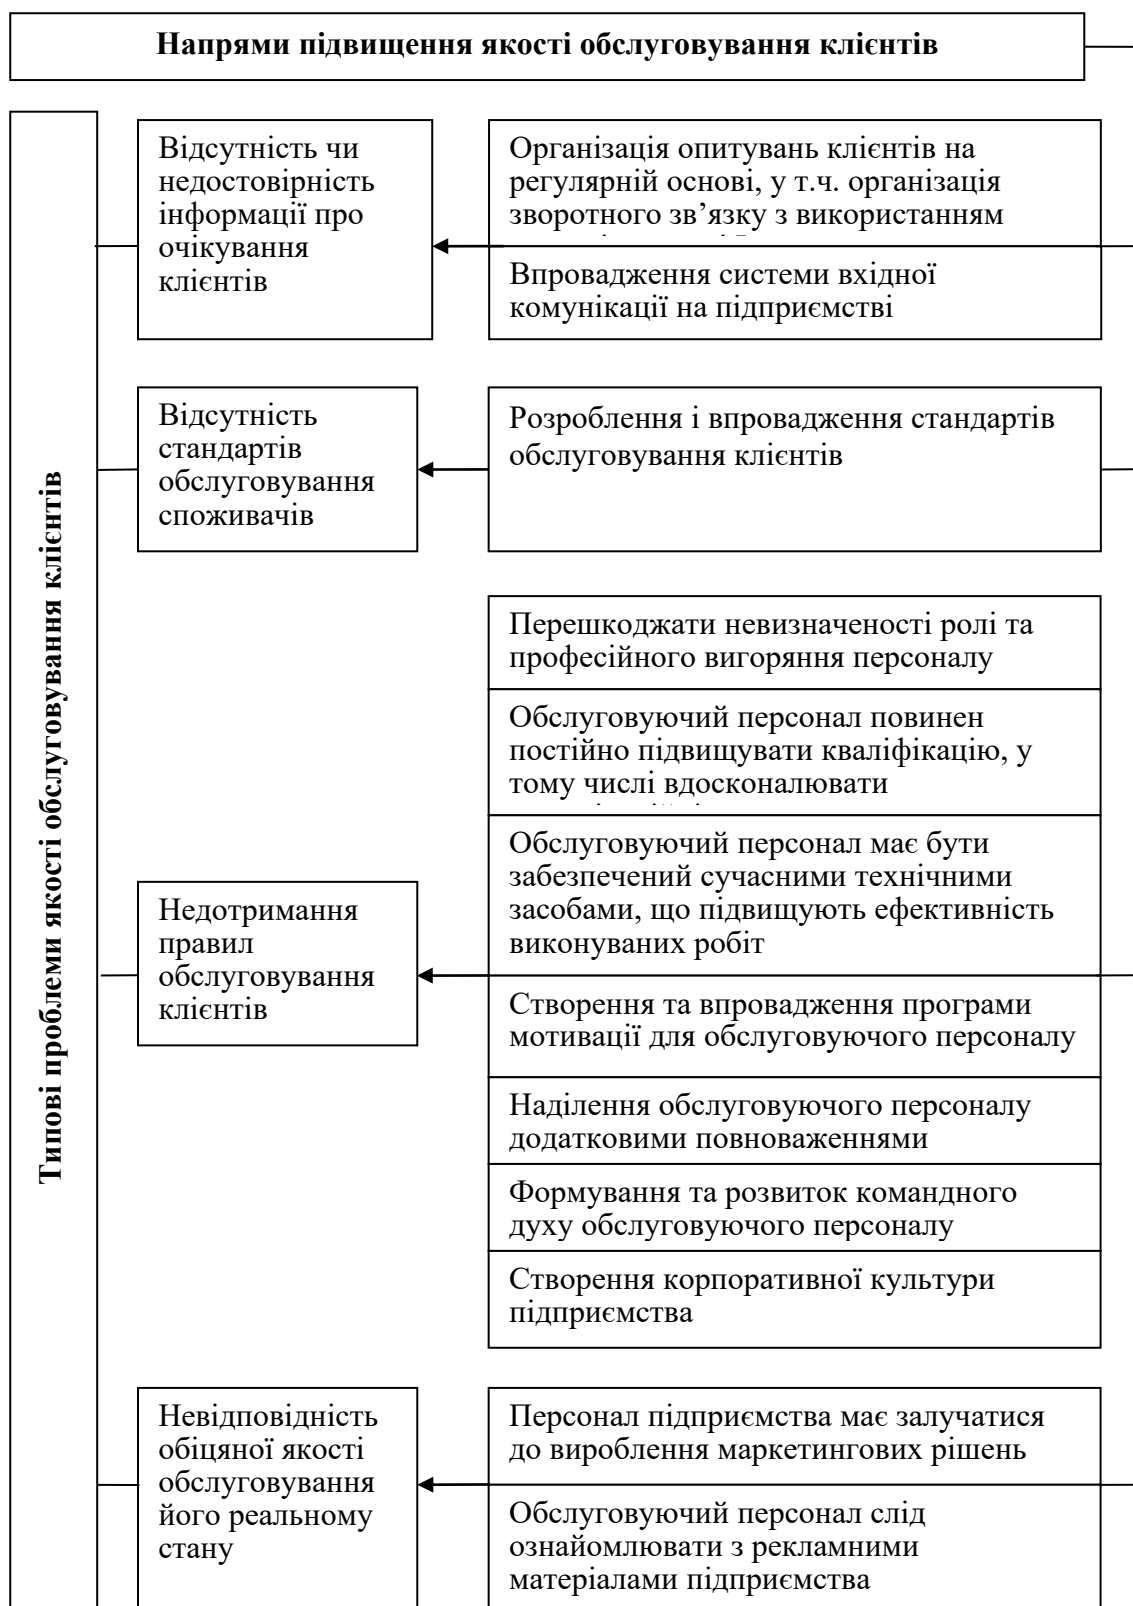 Напрями підвищення якості обслуговування клієнтів
Типові проблеми якості обслуговування клієнтів
Відсутність чи
недостовірність
інформації про
очікування
клієнтів
Організація опитувань клієнтів на
регулярній основі, у т.ч. організація
зворотного зв’язку з використанням
Впровадження системи вхідної
комунікації на підприємстві
Відсутність
стандартів
обслуговування
споживачів
Розроблення і впровадження стандартів
обслуговування клієнтів
Недотримання
правил
обслуговування
клієнтів
Перешкоджати невизначеності ролі та
професійного вигоряння персоналу
Обслуговуючий персонал повинен
постійно підвищувати кваліфікацію, у
тому числі вдосконалювати
Обслуговуючий персонал має бути
забезпечений сучасними технічними
засобами, що підвищують ефективність
виконуваних робіт
Створення та впровадження програми
мотивації для обслуговуючого персоналу
Наділення обслуговуючого персоналу
додатковими повноваженнями
Формування та розвиток командного
духу обслуговуючого персоналу
Створення корпоративної культури
підприємства
Невідповідність
обіцяної якості
обслуговування
його реальному
стану
Персонал підприємства має залучатися
до вироблення маркетингових рішень
Обслуговуючий персонал слід
ознайомлювати з рекламними
матеріалами підприємства